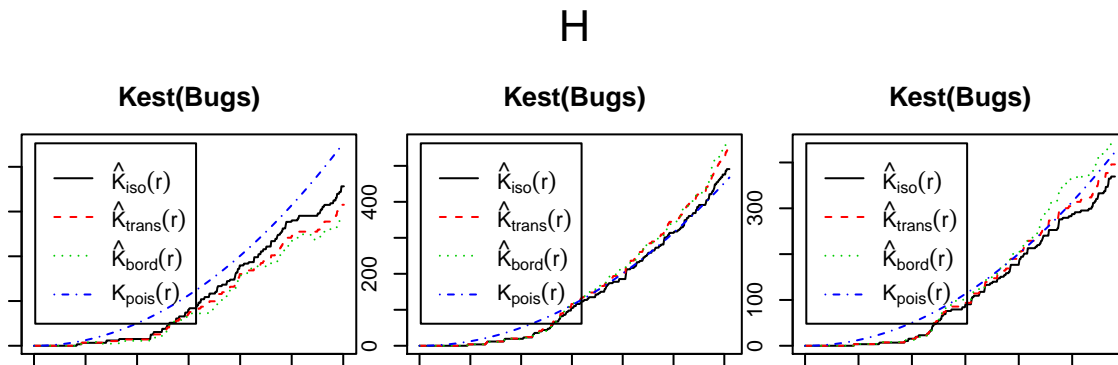 H
Kest(Bugs)
K̂iso(r)
K̂trans(r)
K̂bord(r)
Kpois(r)
Kest(Bugs)
0 200 400
K̂iso(r)
K̂trans(r)
K̂bord(r)
Kpois(r)
Kest(Bugs)
0 100 300
K̂iso(r)
K̂trans(r)
K̂bord(r)
Kpois(r)